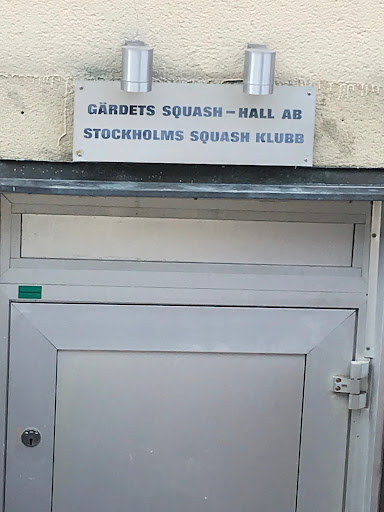 GÄRDETS SQUASH-HALL AB
STOCKHOLMS SQUASH KLUBB